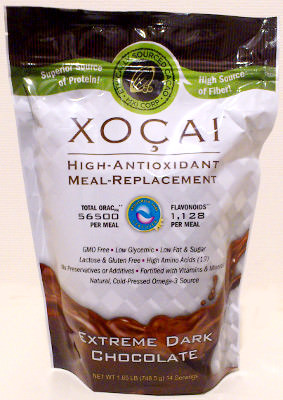 Superior Source
of Protein!
High Source
of Fiber!
XOÇAI™
HIGH-ANTIOXIDANT
MEAL-REPLACEMENT
TOTAL ORAC
56500
PER MEAL
FLAVONOIDS
1,128
PER MEAL
GMO Free • Low Glycemic • Low Fat & Sugar
Lactose & Gluten Free • High Amino Acids
No Preservatives or Additives • Fortified with Vitamins & Minerals
Natural, Cold-Pressed Omega-3 Source
EXTREME DARK
CHOCOLATE
NET WT 1.65 LB (748.5 g) 14 Servings